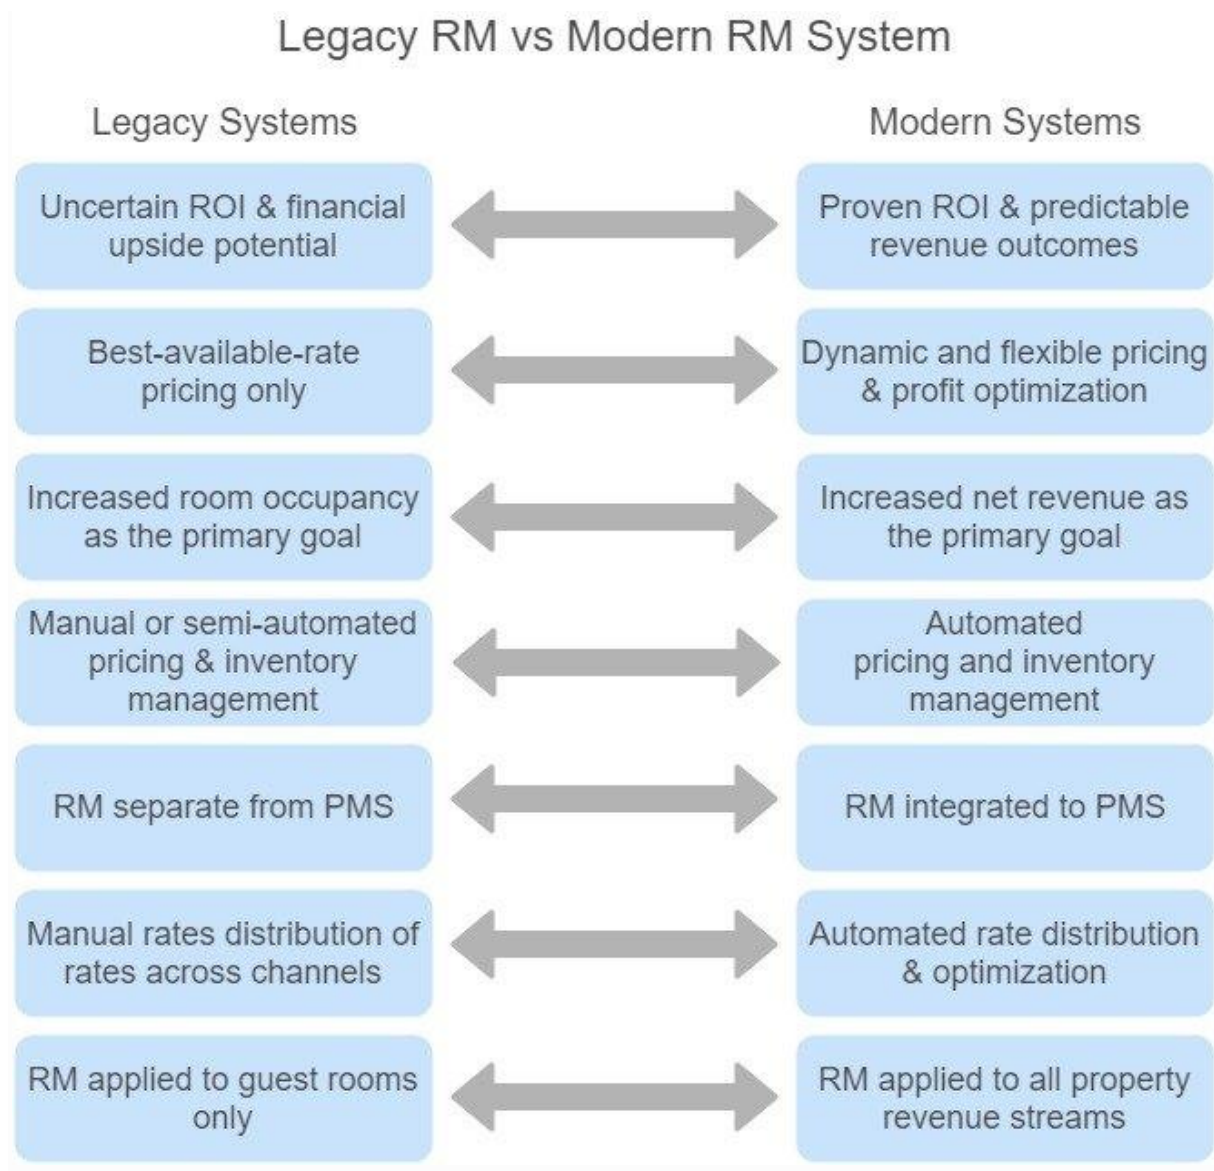 Legacy RM vs Modern RM System
Legacy Systems
Modern Systems
Uncertain ROI & financial
upside potential
Proven ROI & predictable
revenue outcomes
Best-available-rate
pricing only
Dynamic and flexible pricing
& profit optimization
Increased room occupancy
as the primary goal
Increased net revenue as
the primary goal
Manual or semi-automated
pricing & inventory
management
Automated
pricing and inventory
management
RM separate from PMS
RM integrated to PMS
Manual rates distribution of
rates across channels
Automated rate distribution
& optimization
RM applied to guest rooms
only
RM applied to all property
revenue streams